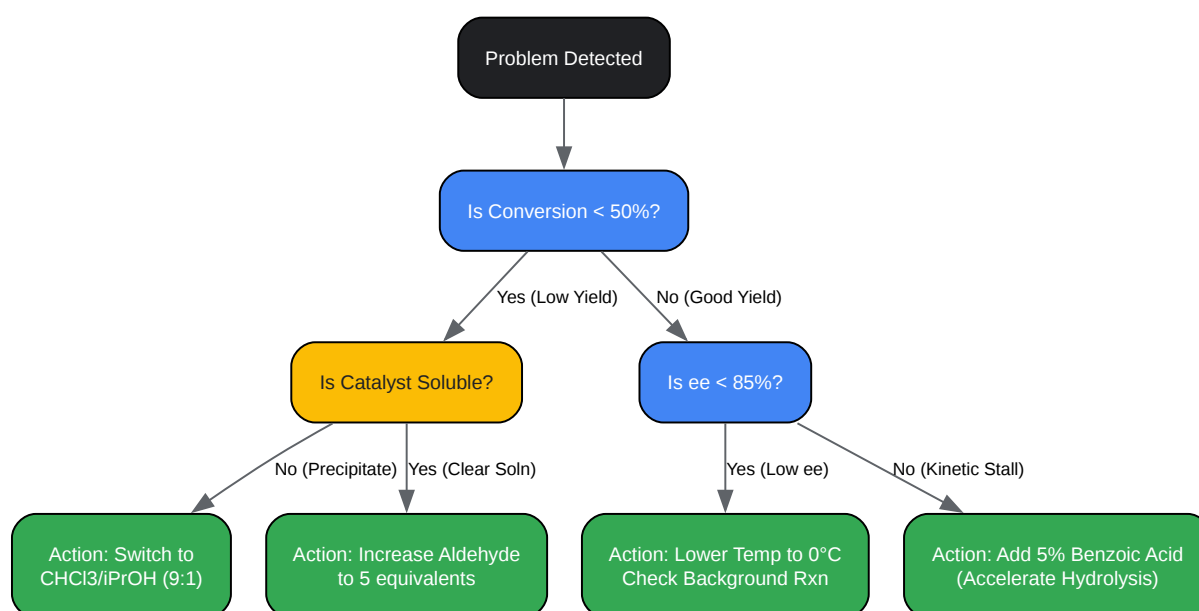 Problem Detected
Is Conversion < 50%?
Yes (Low Yield)
No (Good Yield)
Is Catalyst Soluble?
Is ee < 85%?
No (Precipitate)
Yes (Clear Soln)
Yes (Low ee)
No (Kinetic Stall)
Action: Switch to
CHCl3/iPrOH (9:1)
Action: Increase Aldehyde
to 5 equivalents
Action: Lower Temp to 0°C
Check Background Rxn
Action: Add 5% Benzoic Acid
(Accelerate Hydrolysis)